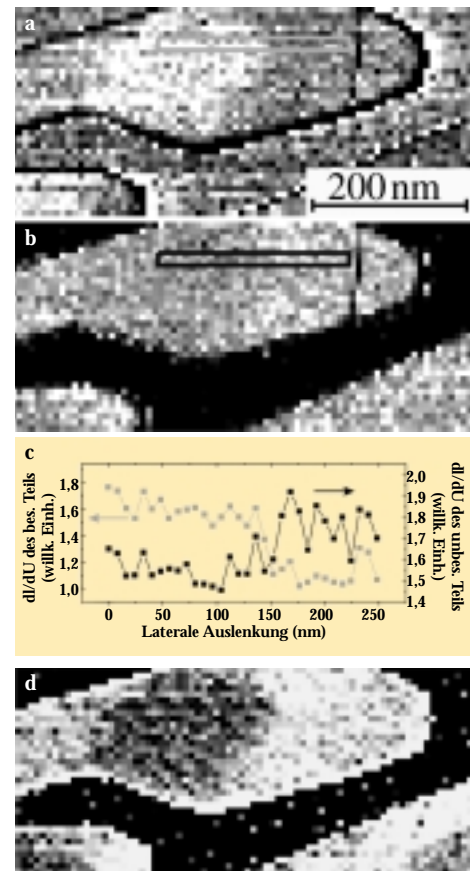 a
200 nm
b
c
dI/dU des bes. Teils
(willk. Einh.)
1,8
1,6
1,4
1,2
1,0
2,0
1,9
1,8
1,7
1,6
1,5
1,4
dI/dU des unbes. Teils
(willk. Einh.)
0
50
100
150
200
250
Laterale Auslenkung (nm)
d